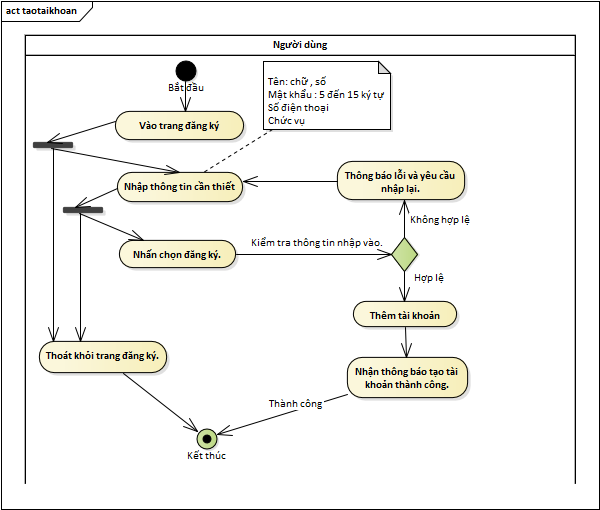 act taotaikhoan
Người dùng
Bắt đầu
Tên: chữ , số
Mật khẩu : 5 đến 15 ký tự
Số điện thoại
Chức vụ
Vào trang đăng ký
Nhập thông tin cần thiết
Thông báo lỗi và yêu cầu
nhập lại.
Không hợp lệ
Nhấn chọn đăng ký.
Kiểm tra thông tin nhập vào.
Hợp lệ
Thêm tài khoản
Thoát khỏi trang đăng ký.
Nhận thông báo tạo tài
khoản thành công.
Thành công
Kết thúc